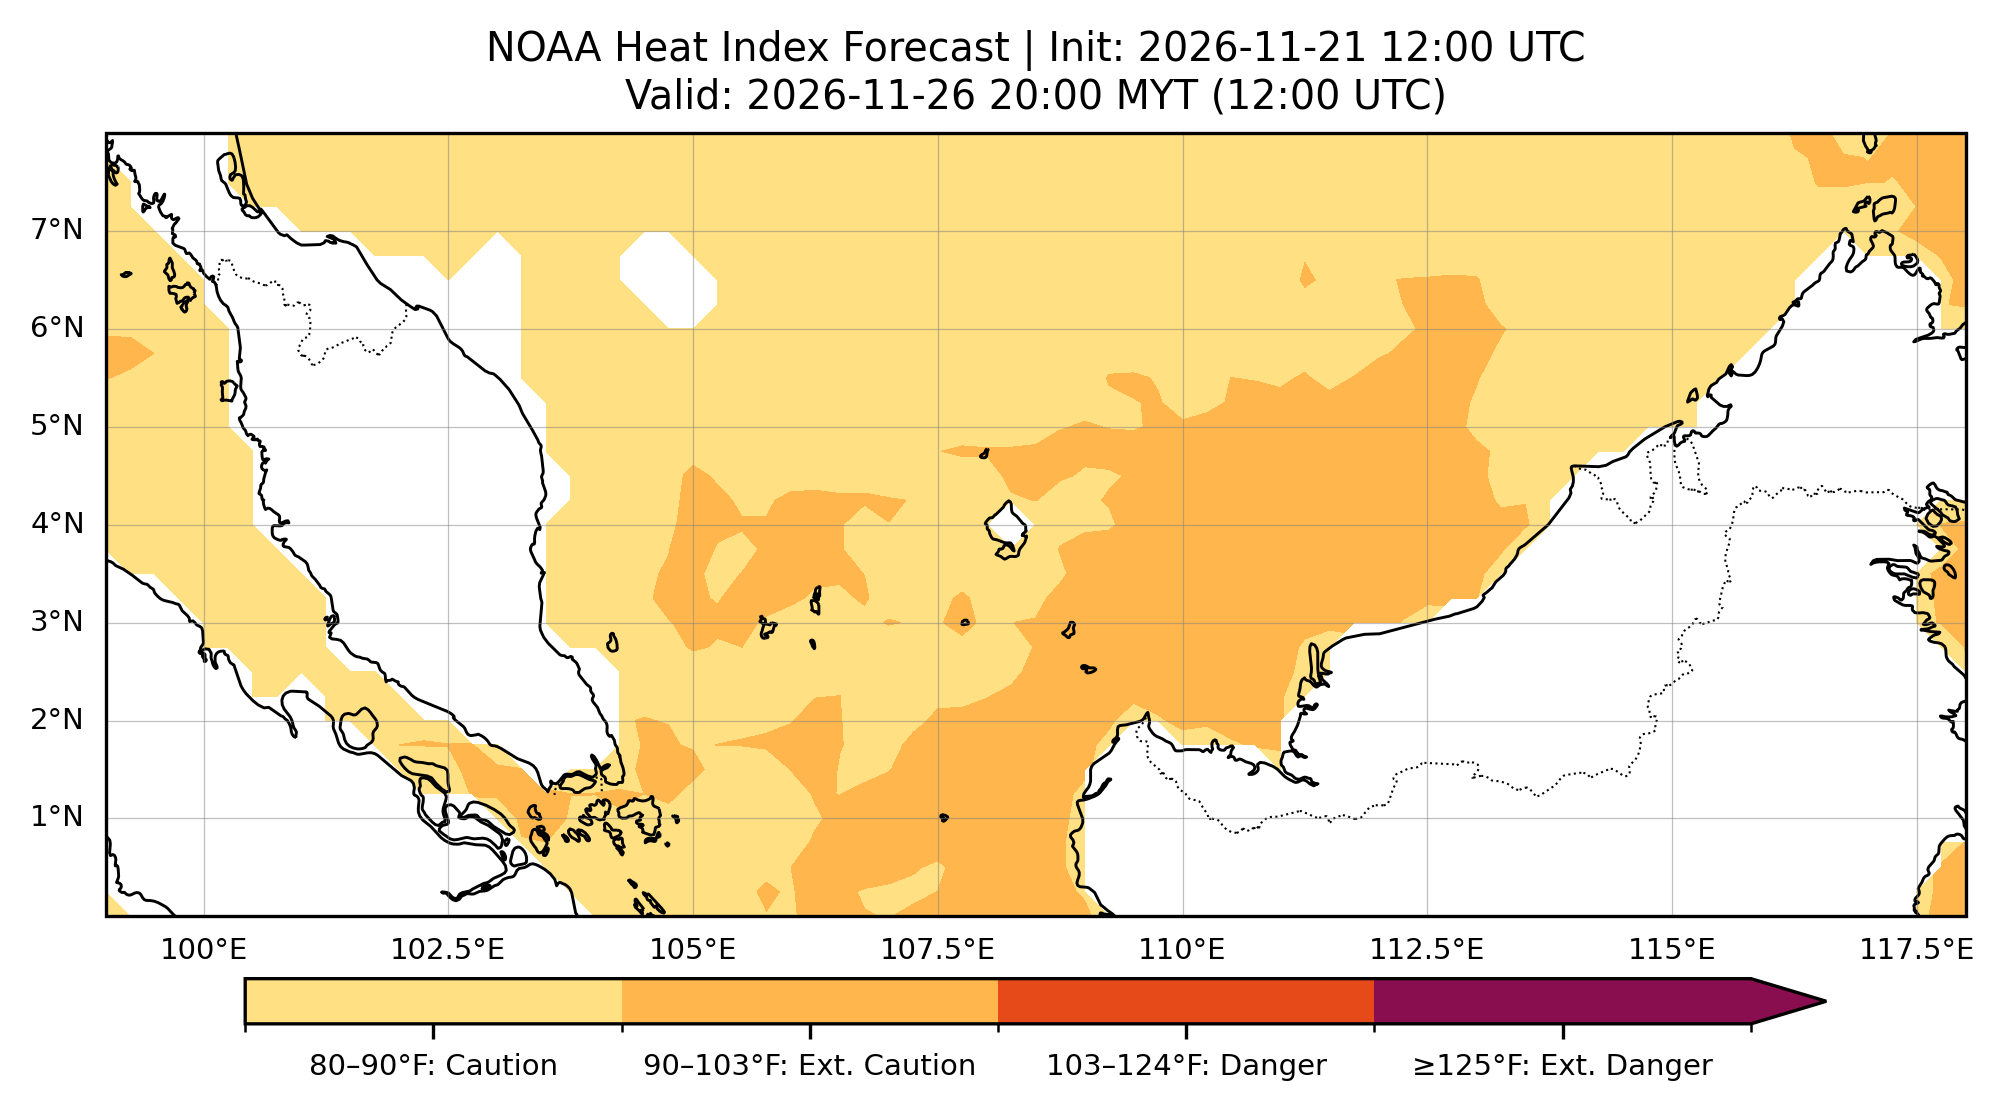 NOAA Heat Index Forecast | Init: 2026-11-21 12:00 UTC
Valid: 2026-11-26 20:00 MYT (12:00 UTC)
7°N
6°N
5°N
4°N
3°N
2°N
1°N
100°E
102.5°E
105°E
107.5°E
110°E
112.5°E
115°E
117.5°E
80–90°F: Caution
90–103°F: Ext. Caution
103–124°F: Danger
≥125°F: Ext. Danger